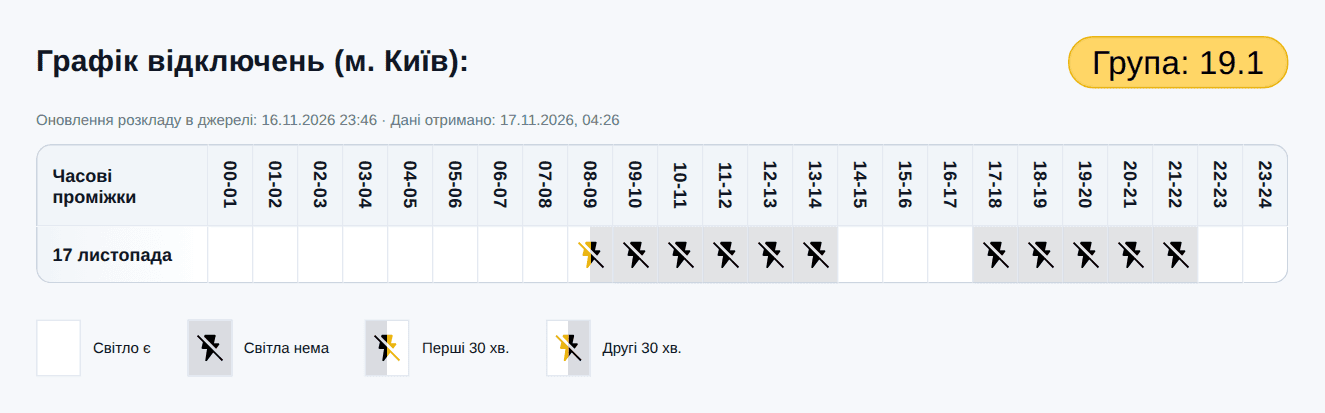 Графік відключень (м. Київ):
Група: 19.1
Оновлення розкладу в джерелі: 16.11.2026 23:46 · Дані отримано: 17.11.2026, 04:26
Часові
проміжки
00-01
01-02
02-03
03-04
04-05
05-06
06-07
07-08
08-09
09-10
10-11
11-12
12-13
13-14
14-15
15-16
16-17
17-18
18-19
19-20
20-21
21-22
22-23
23-24
17 листопада
Світло є
Світла нема
Перші 30 хв.
Другі 30 хв.